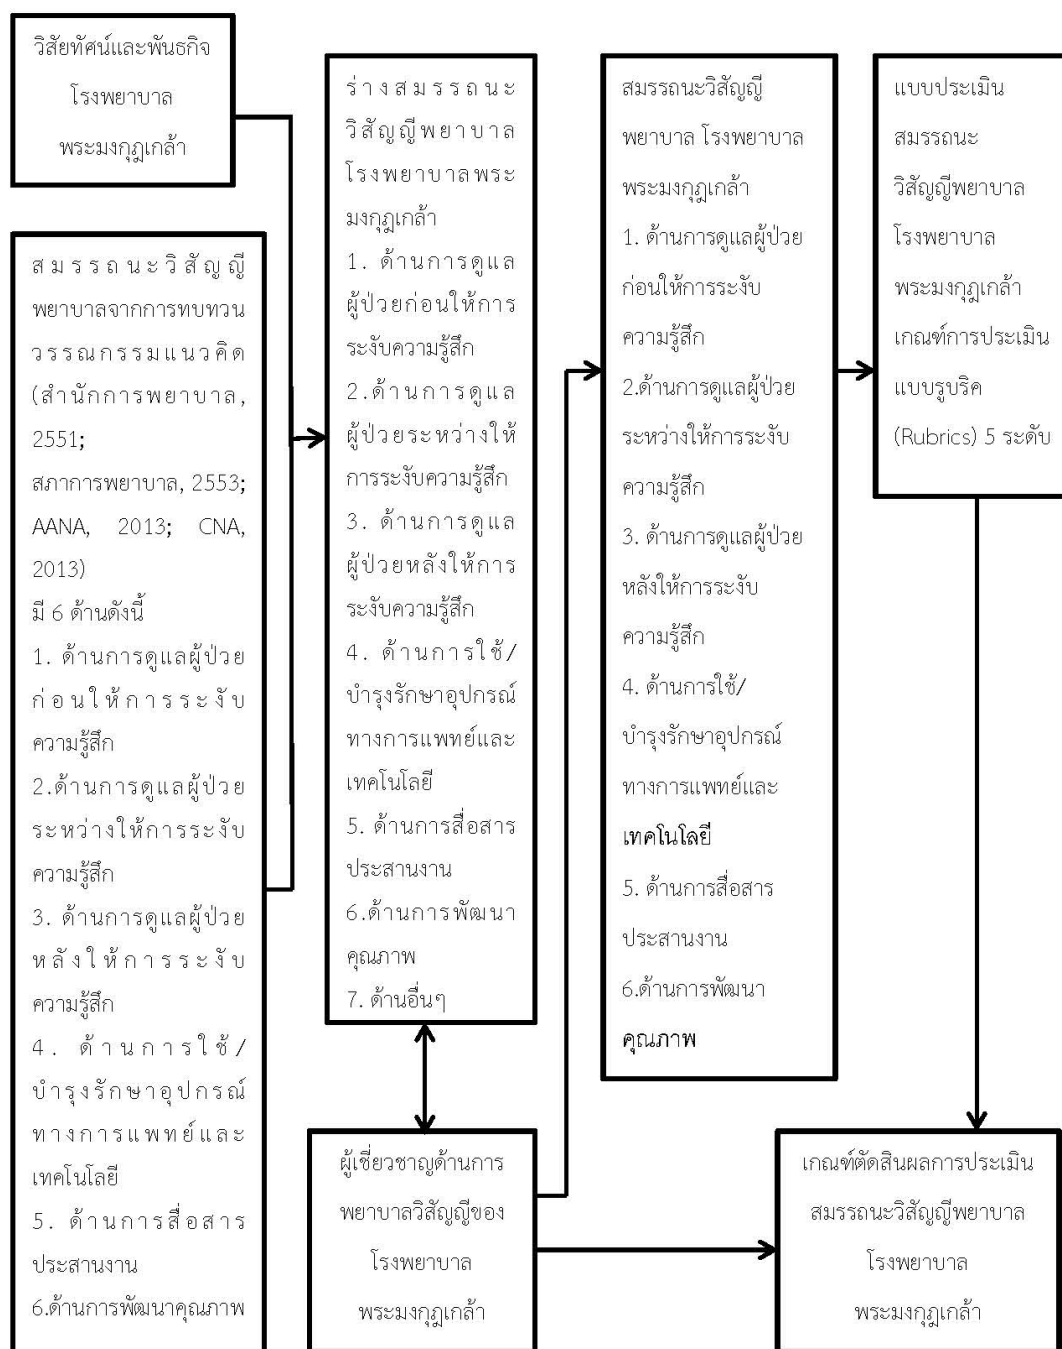 วิสัยทัศน์และพันธกิจ
โรงพยาบาล
พระมงกุฎเกล้า
สมรรถนะวิสัญญี
พยาบาลจากการทบทวน
วรรณกรรมแนวคิด
(สำนักการพยาบาล,
2551;
สภาการพยาบาล, 2553;
AANA, 2013; CNA,
2013)
มี 6 ด้านดังนี้
1. ด้านการดูแลผู้ป่วย
ก่อนให้การระงับ
ความรู้สึก
2.ด้านการดูแลผู้ป่วย
ระหว่างให้การระงับ
ความรู้สึก
3. ด้านการดูแลผู้ป่วย
หลังให้การระงับ
ความรู้สึก
4. ด้านการใช้/
บำรุงรักษาอุปกรณ์
ทางการแพทย์และ
เทคโนโลยี
5. ด้านการสื่อสาร
ประสานงาน
6.ด้านการพัฒนาคุณภาพ
ร่างสมรรถนะ
วิสัญญีพยาบาล
โรงพยาบาลพระ
มงกุฎเกล้า
1. ด้านการดูแล
ผู้ป่วยก่อนให้การ
ระงับความรู้สึก
2.ด้านการดูแล
ผู้ป่วยระหว่างให้
การระงับความรู้สึก
3. ด้านการดูแล
ผู้ป่วยหลังให้การ
ระงับความรู้สึก
4. ด้านการใช้/
บำรุงรักษาอุปกรณ์
ทางการแพทย์และ
เทคโนโลยี
5. ด้านการสื่อสาร
ประสานงาน
6.ด้านการพัฒนา
คุณภาพ
7. ด้านอื่นๆ
ผู้เชี่ยวชาญด้านการ
พยาบาลวิสัญญีของ
โรงพยาบาล
พระมงกุฎเกล้า
สมรรถนะวิสัญญี
พยาบาล โรงพยาบาล
พระมงกุฎเกล้า
1. ด้านการดูแลผู้ป่วย
ก่อนให้การระงับ
ความรู้สึก
2.ด้านการดูแลผู้ป่วย
ระหว่างให้การระงับ
ความรู้สึก
3. ด้านการดูแลผู้ป่วย
หลังให้การระงับ
ความรู้สึก
4. ด้านการใช้/
บำรุงรักษาอุปกรณ์
ทางการแพทย์และ
เทคโนโลยี
5. ด้านการสื่อสาร
ประสานงาน
6.ด้านการพัฒนา
คุณภาพ
แบบประเมิน
สมรรถนะ
วิสัญญีพยาบาล
โรงพยาบาล
พระมงกุฎเกล้า
เกณฑ์การประเมิน
แบบรูบริค
(Rubrics) 5 ระดับ
เกณฑ์ตัดสินผลการประเมิน
สมรรถนะวิสัญญีพยาบาล
โรงพยาบาล
พระมงกุฎเกล้า